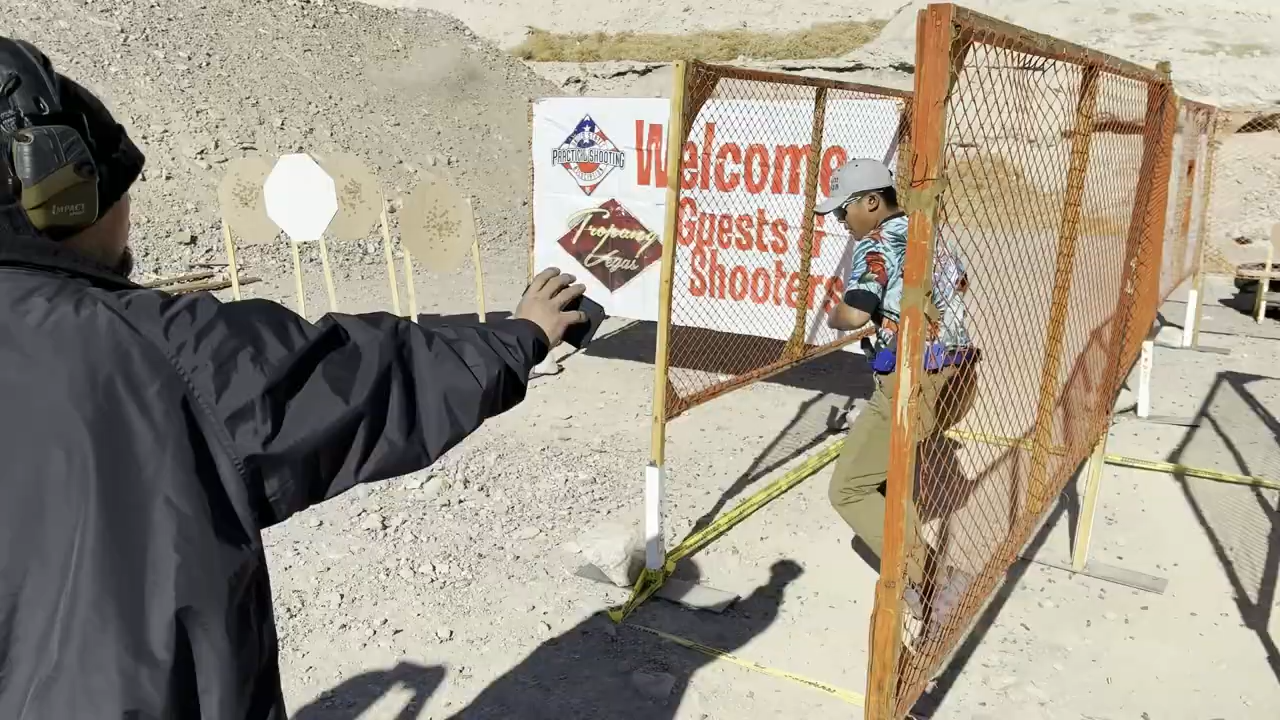 PRACTICAL SHOOTING
Tropang
Vegas
Welcome
Guests &
Shooters
IMPACT